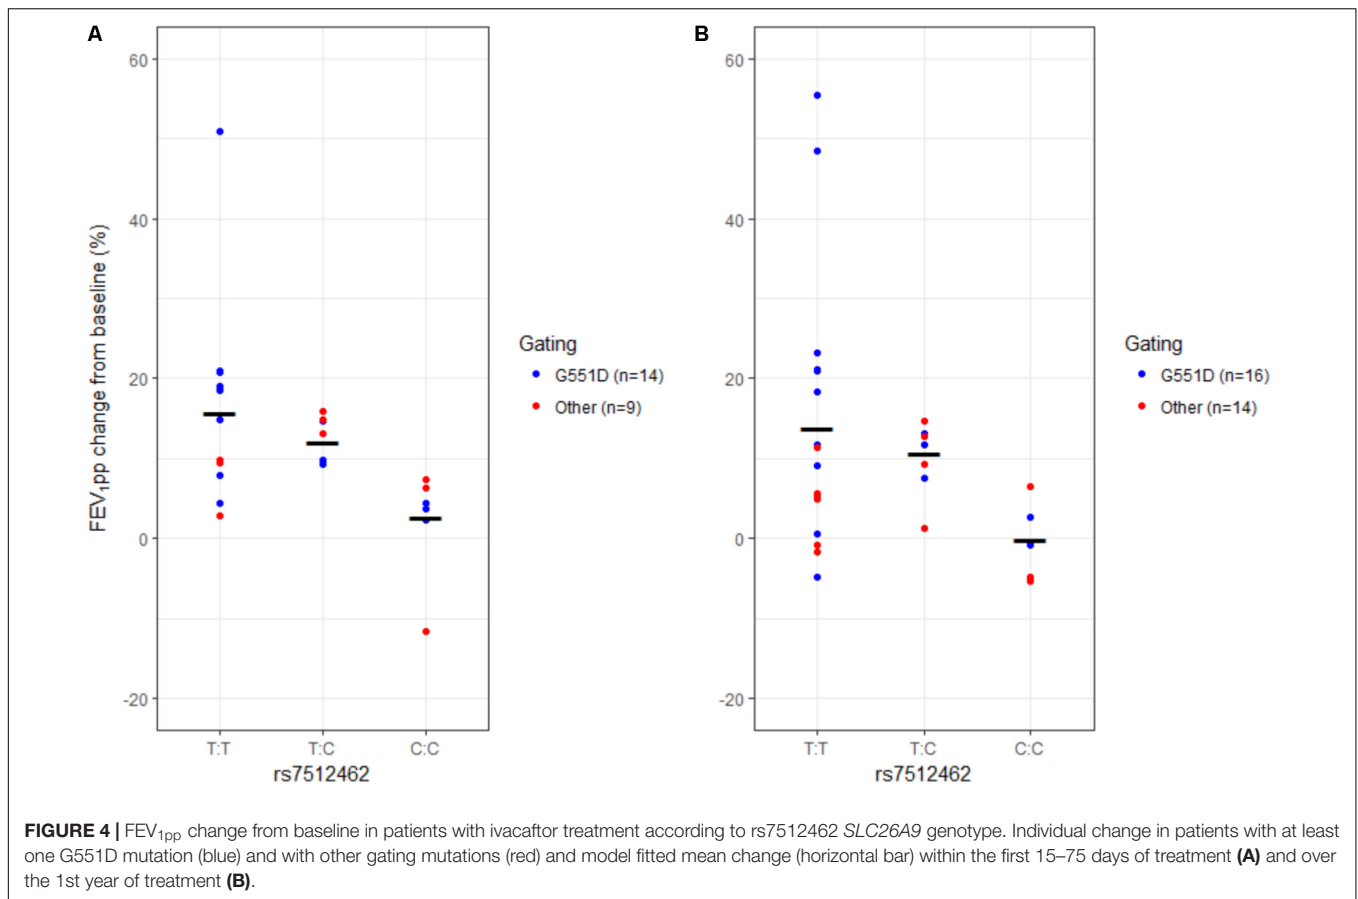 A
FEV1pp change from baseline (%)
60
40
20
0
-20
T:T T:C C:C
rs7512462
Gating
G551D (n=14)
Other (n=9)
B
60
40
20
0
-20
T:T T:C C:C
rs7512462
Gating
G551D (n=16)
Other (n=14)
FIGURE 4 | FEV1pp change from baseline in patients with ivacaftor treatment according to rs7512462 SLC26A9 genotype. Individual change in patients with at least
one G551D mutation (blue) and with other gating mutations (red) and model fitted mean change (horizontal bar) within the first 15–75 days of treatment (A) and over
the 1st year of treatment (B).